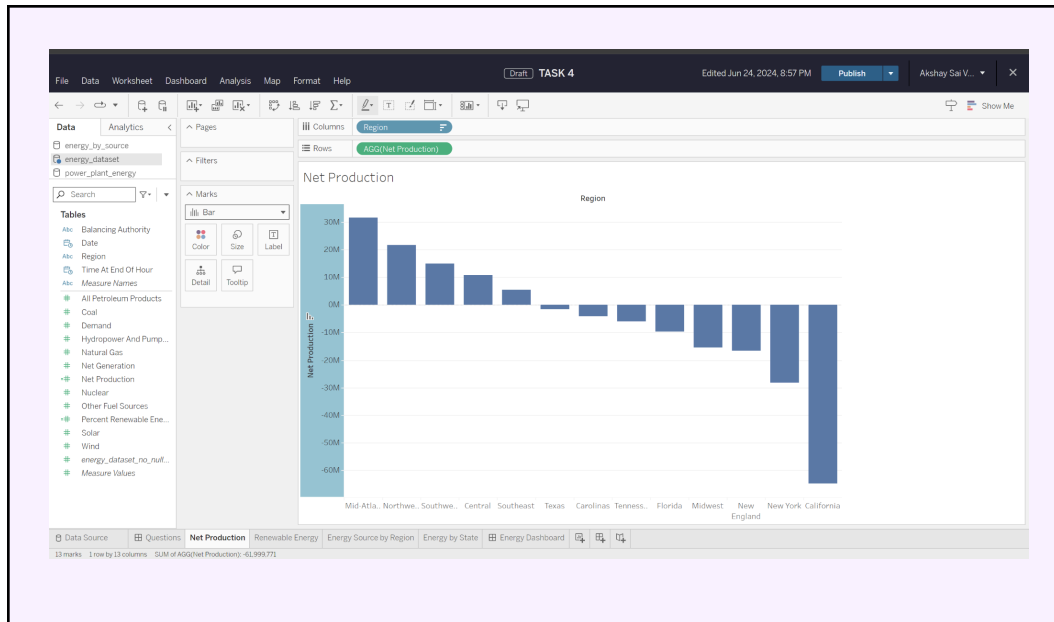 Draft TASK 4
Edited Jun 24, 2024, 8:57 PM
Publish
Akshay Sai V...
File Data Worksheet Dashboard Analysis Map Format Help
Show Me
Data Analytics
energy_by_source
energy_dataset
power_plant_energy
Search
Tables
Abc Balancing Authority
Date
Abc Region
Time At End Of Hour
Abc Measure Names
# All Petroleum Products
# Coal
# Demand
# Hydropower And Pump...
# Natural Gas
# Net Generation
=# Net Production
# Nuclear
# Other Fuel Sources
=# Percent Renewable Ene...
# Solar
# Wind
# energy_dataset_no_null...
# Measure Values
Pages
Filters
Marks
Bar
Color Size Label
Detail Tooltip
Columns Region
Rows AGG(Net Production)
Net Production
Region
30M
20M
10M
0M
-10M
-20M
-30M
-40M
-50M
-60M
Net Production
Mid-Atla.. Northwe.. Southwe.. Central Southeast Texas Carolinas Tenness.. Florida Midwest New England New York California
Data Source Questions Net Production Renewable Energy Energy Source by Region Energy by State Energy Dashboard
13 marks 1 row by 13 columns SUM of AGG(Net Production): -61,999,771